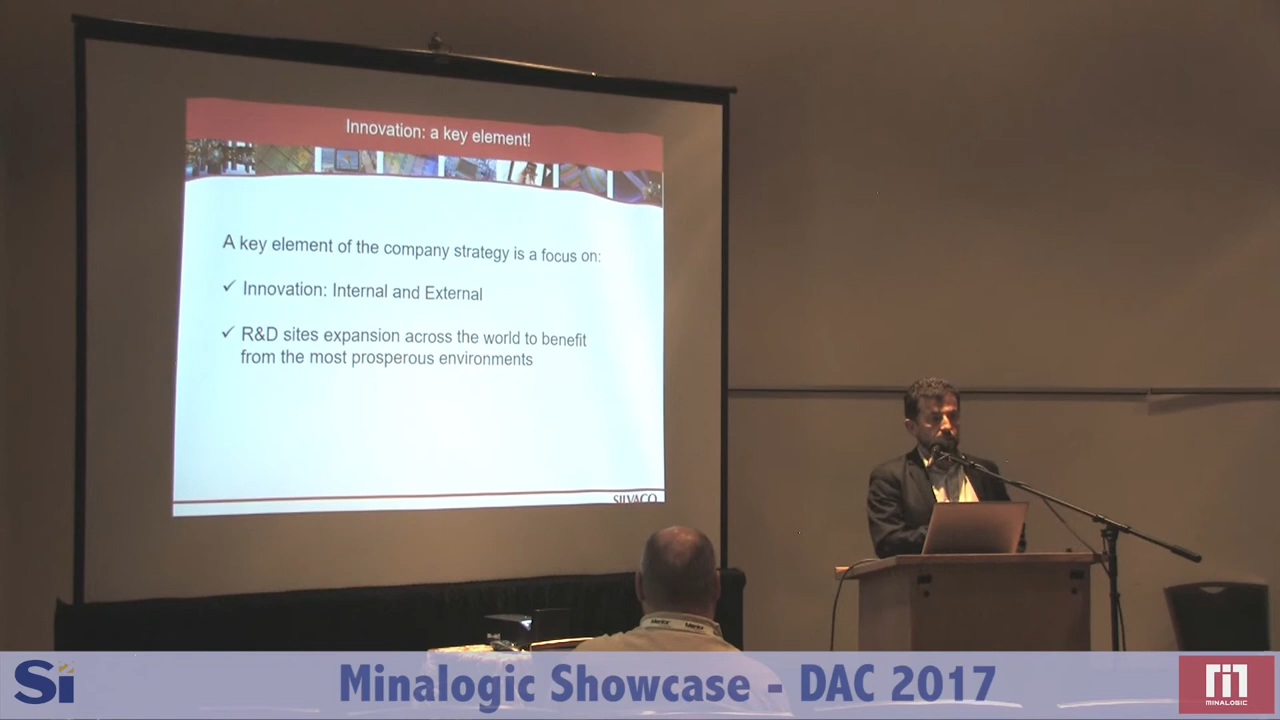 Innovation: a key element!
A key element of the company strategy is a focus on:
✓ Innovation: Internal and External
✓ R&D sites expansion across the world to benefit
from the most prosperous environments
SILVACO
Si2
Minalogic Showcase - DAC 2017
MINALOGIC